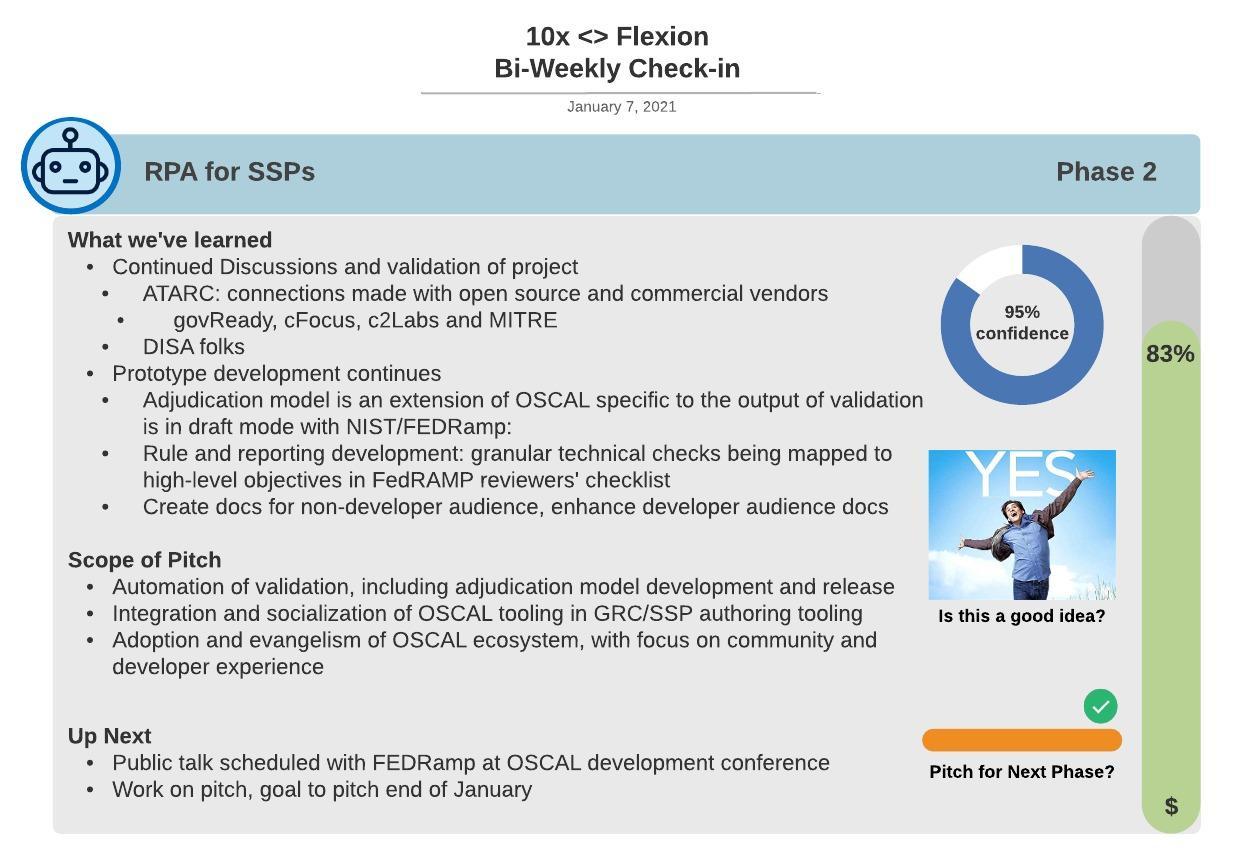 10x <> Flexion
Bi-Weekly Check-in
January 7, 2021
RPA for SSPs
Phase 2
What we've learned
• Continued Discussions and validation of project
• ATARC: connections made with open source and commercial vendors
• govReady, cFocus, c2Labs and MITRE
• DISA folks
• Prototype development continues
• Adjudication model is an extension of OSCAL specific to the output of validation
is in draft mode with NIST/FEDRamp:
• Rule and reporting development: granular technical checks being mapped to
high-level objectives in FedRAMP reviewers' checklist
• Create docs for non-developer audience, enhance developer audience docs
Scope of Pitch
• Automation of validation, including adjudication model development and release
• Integration and socialization of OSCAL tooling in GRC/SSP authoring tooling
• Adoption and evangelism of OSCAL ecosystem, with focus on community and
developer experience
Up Next
• Public talk scheduled with FEDRamp at OSCAL development conference
• Work on pitch, goal to pitch end of January
95%
confidence
YES
Is this a good idea?
Pitch for Next Phase?
83%
$